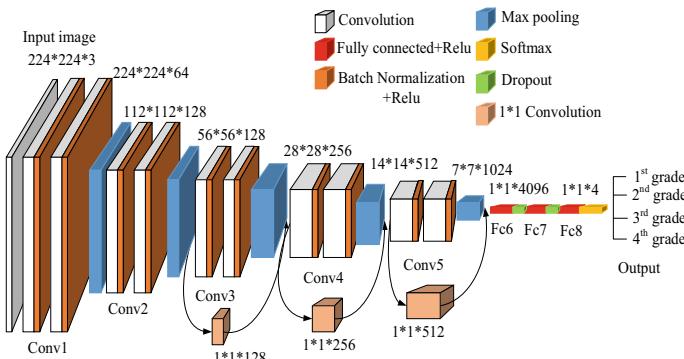 Convolution
Max pooling
Fully connected+Relu
Softmax
Batch Normalization
+Relu
Dropout
1*1 Convolution
Input image
224*224*3
224*224*64
112*112*128
56*56*128
28*28*256
14*14*512
7*7*1024
1*1*4096
1*1*4
1st grade
2nd grade
3rd grade
4th grade
Output
Fc6
Fc7
Fc8
Conv1
Conv2
Conv3
Conv4
Conv5
1*1*128
1*1*256
1*1*512